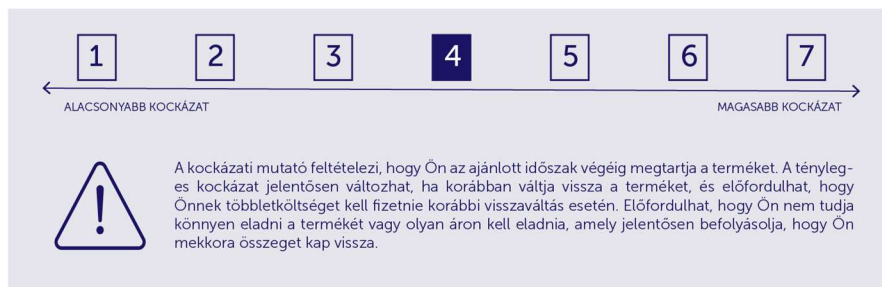 1 2 3 4 5 6 7
ALACSONYABB KOCKÁZAT MAGASABB KOCKÁZAT
A kockázati mutató feltételezi, hogy Ön az ajánlott időszak végéig megtartja a terméket. A tényleg-
es kockázat jelentősen változhat, ha korábban váltja vissza a terméket, és előfordulhat, hogy
Önnek többletköltséget kell fizetnie korábbi visszaváltás esetén. Előfordulhat, hogy Ön nem tudja
könnyen eladni a termékét vagy olyan áron kell eladnia, amely jelentősen befolyásolja, hogy Ön
mekkora összeget kap vissza.